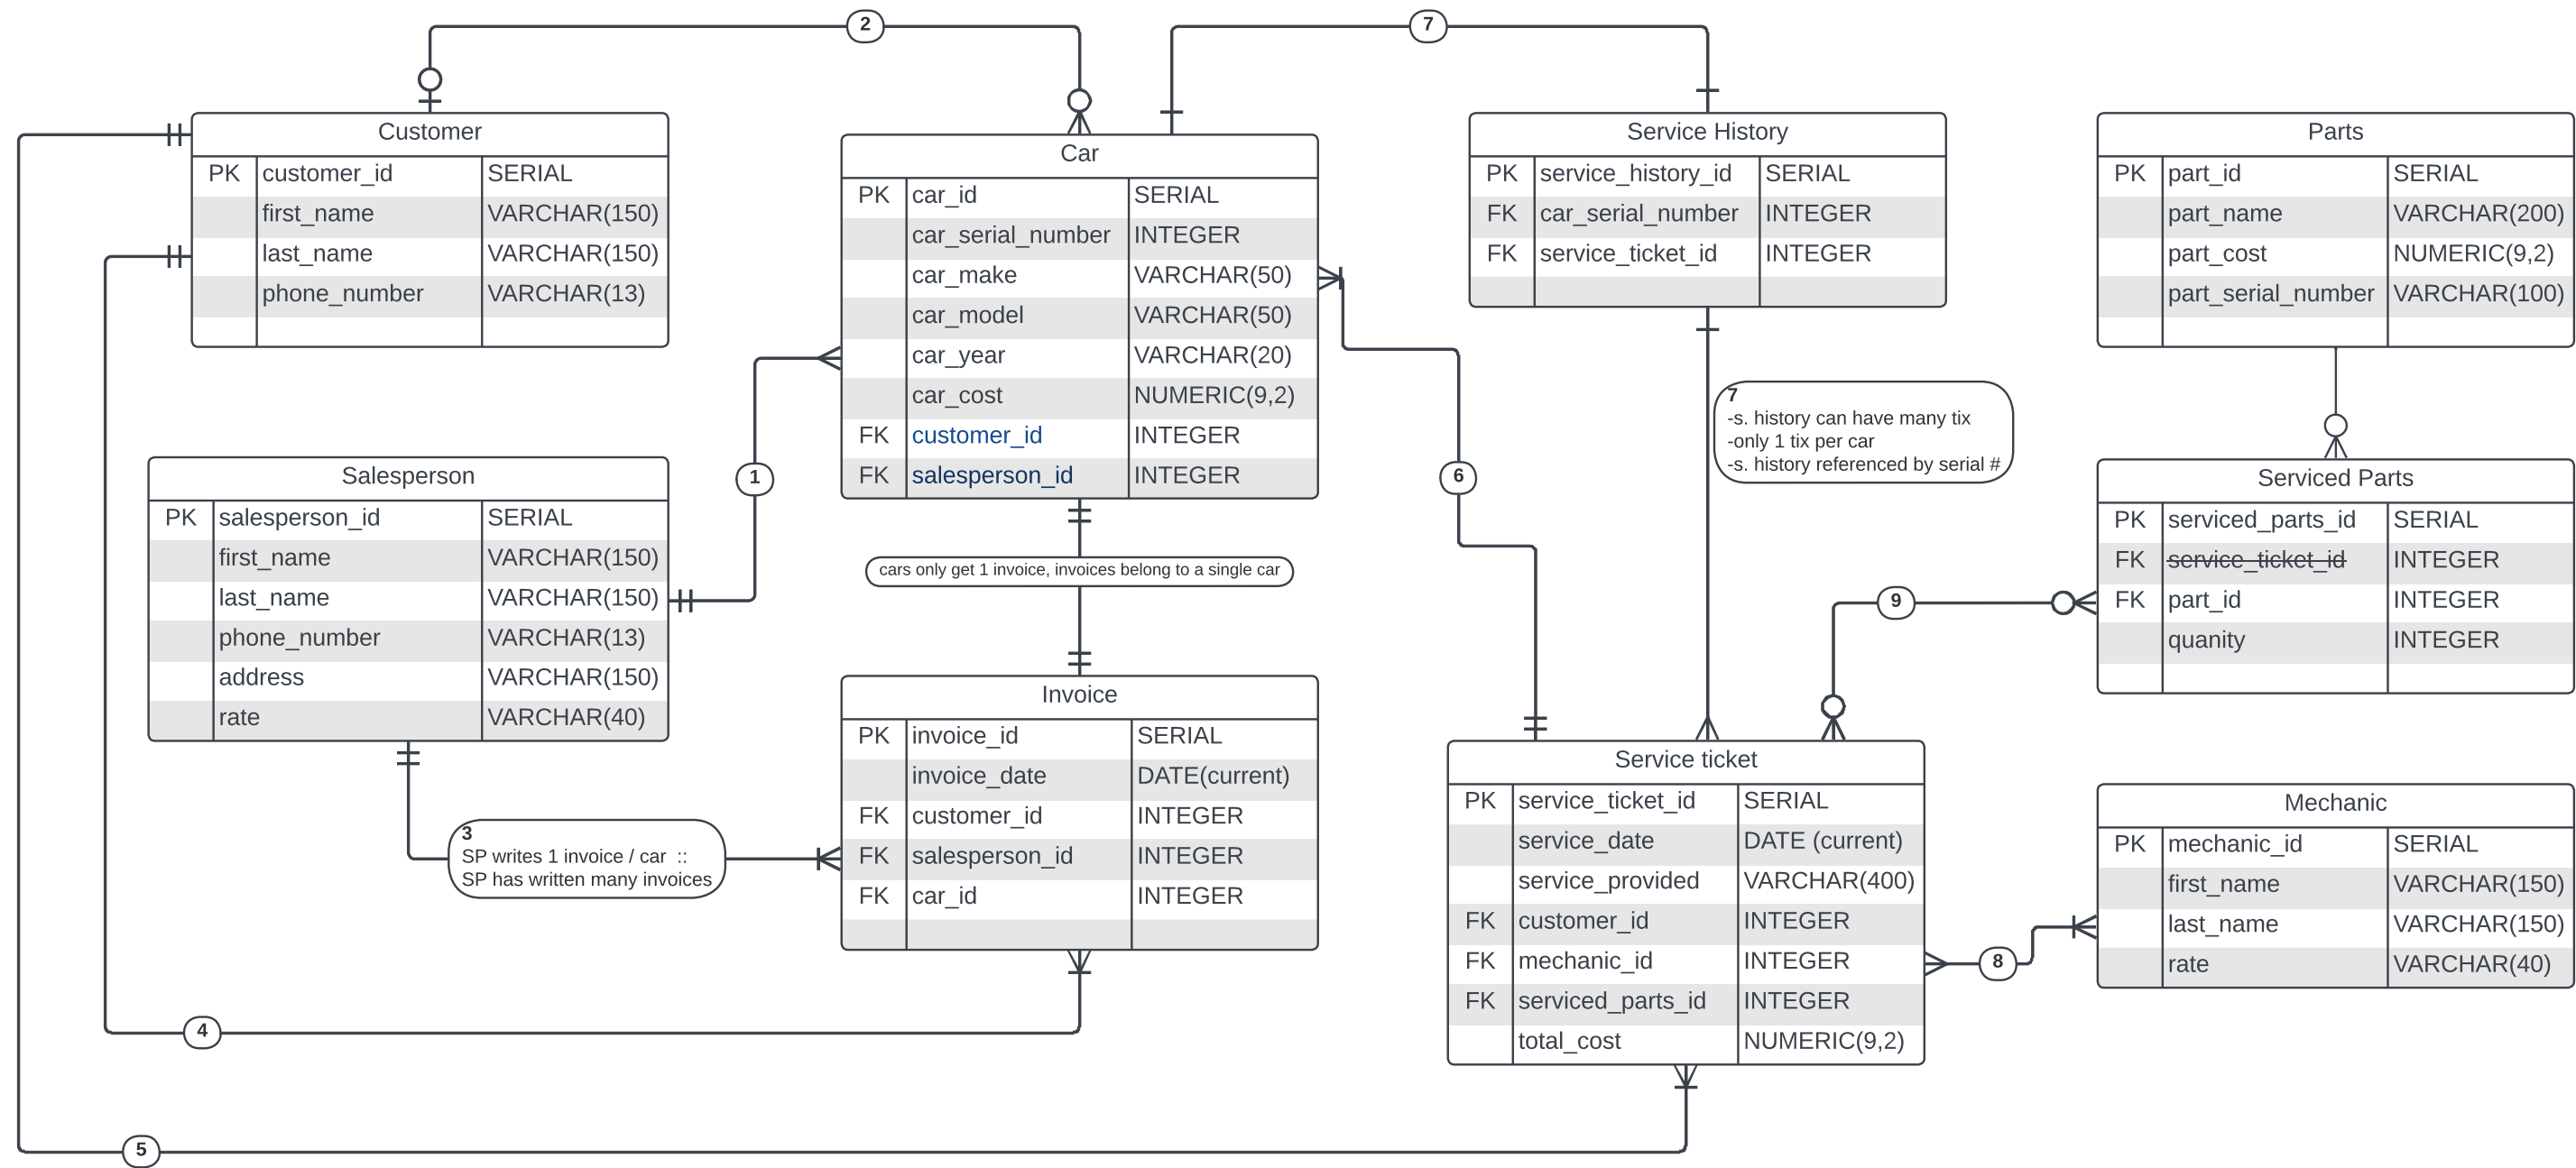 2
7
Customer
PK customer_id SERIAL
first_name VARCHAR(150)
last_name VARCHAR(150)
phone_number VARCHAR(13)
Car
PK car_id SERIAL
car_serial_number INTEGER
car_make VARCHAR(50)
car_model VARCHAR(50)
car_year VARCHAR(20)
car_cost NUMERIC(9,2)
FK customer_id INTEGER
FK salesperson_id INTEGER
Service History
PK service_history_id SERIAL
FK car_serial_number INTEGER
FK service_ticket_id INTEGER
Parts
PK part_id SERIAL
part_name VARCHAR(200)
part_cost NUMERIC(9,2)
part_serial_number VARCHAR(100)
7
-s. history can have many tix
-only 1 tix per car
-s. history referenced by serial #
Salesperson
PK salesperson_id SERIAL
first_name VARCHAR(150)
last_name VARCHAR(150)
phone_number VARCHAR(13)
address VARCHAR(150)
rate VARCHAR(40)
1
6
cars only get 1 invoice, invoices belong to a single car
Serviced Parts
PK serviced_parts_id SERIAL
FK service_ticket_id INTEGER
FK part_id INTEGER
quanity INTEGER
9
Invoice
PK invoice_id SERIAL
invoice_date DATE(current)
FK customer_id INTEGER
FK salesperson_id INTEGER
FK car_id INTEGER
3
SP writes 1 invoice / car ::
SP has written many invoices
Service ticket
PK service_ticket_id SERIAL
service_date DATE (current)
service_provided VARCHAR(400)
FK customer_id INTEGER
FK mechanic_id INTEGER
FK serviced_parts_id INTEGER
total_cost NUMERIC(9,2)
8
Mechanic
PK mechanic_id SERIAL
first_name VARCHAR(150)
last_name VARCHAR(150)
rate VARCHAR(40)
4
5